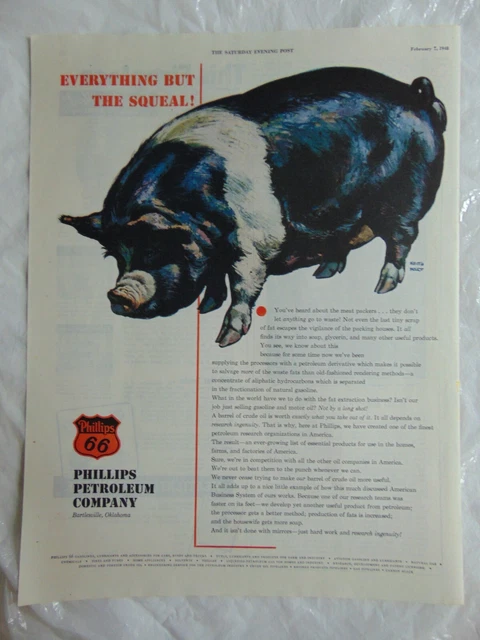 THE SATURDAY EVENING POST
February 7, 1948
EVERYTHING BUT
THE SQUEAL!
You've heard about the meat packers . . . they don't
let anything go to waste! Not even the last tiny scrap
of fat escapes the vigilance of the packing houses. It all
finds its way into soap, glycerin, and many other useful products.
You see, we know about this
because for some time now we've been
supplying the processors with a petroleum derivative which makes it possible
to salvage more of the waste fats than old-fashioned rendering methods—a
concentrate of aliphatic hydrocarbons which is separated
in the fractionation of natural gasoline.
What in the world have we to do with the fat extraction business? Isn't our
job just selling gasoline and motor oil? Not by a long shot!
A barrel of crude oil is worth exactly what you take out of it. It all depends on
research ingenuity. That is why, here at Phillips, we have created one of the finest
petroleum research organizations in America.
The result—an ever-growing list of essential products for use in the homes,
farms, and factories of America.
Sure, we're in competition with all the other oil companies in America.
We're out to beat them to the punch whenever we can.
We never cease trying to make our barrel of crude oil more useful.
It all adds up to a nice little example of how this much discussed American
Business System of ours works. Because one of our research teams was
faster on its feet—we develop yet another useful product from petroleum;
the processor gets a better method; production of fats is increased;
and the housewife gets more soap.
And it isn't done with mirrors—just hard work and research ingenuity!
Phillips
66
PHILLIPS
PETROLEUM
COMPANY
Bartlesville, Oklahoma